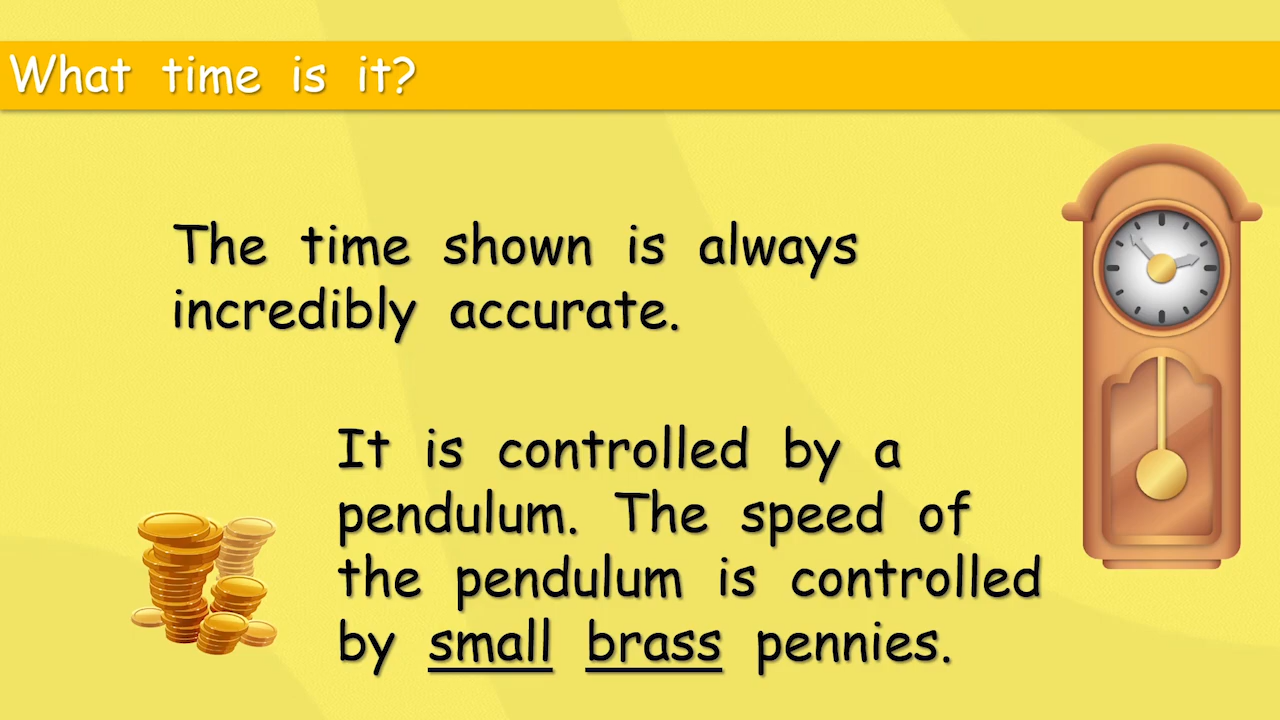 What time is it?
The time shown is always
incredibly accurate.
It is controlled by a
pendulum. The speed of
the pendulum is controlled
by small brass pennies.